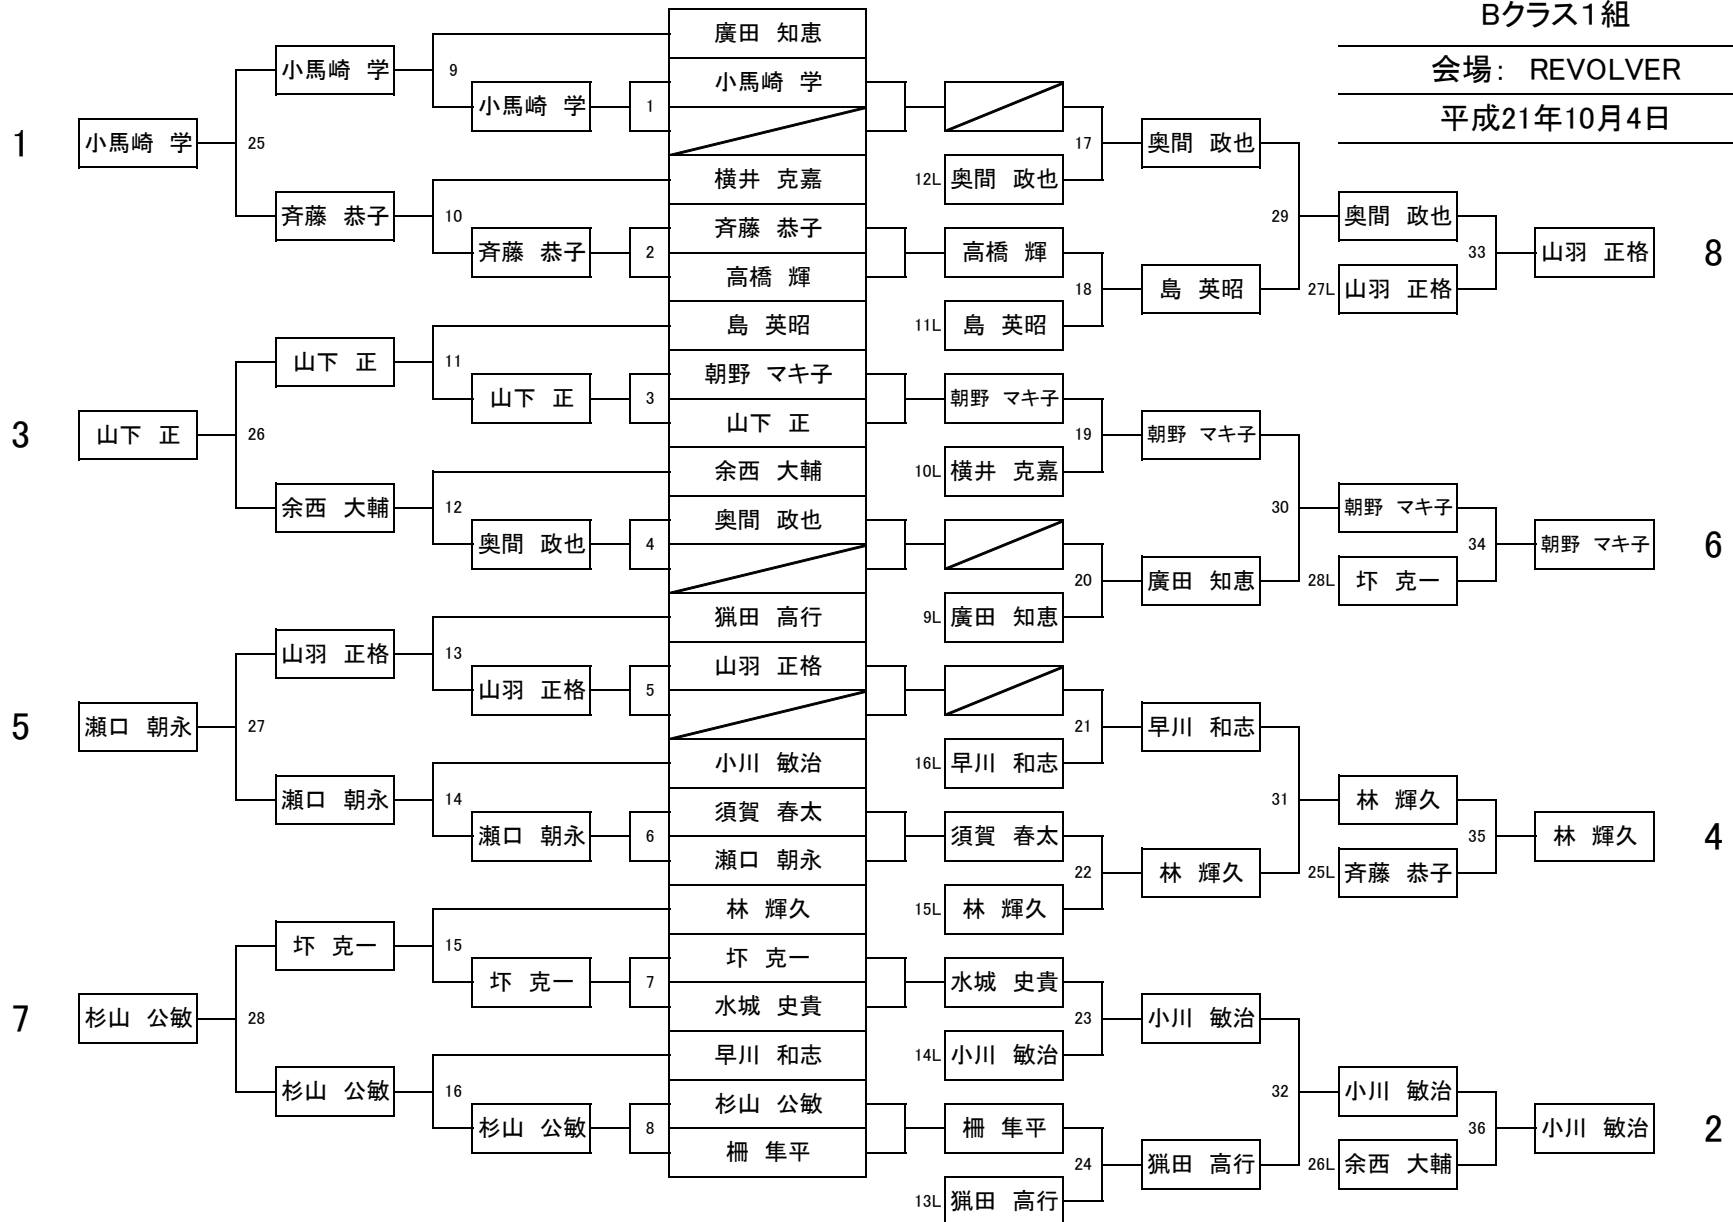 Bクラス1組
会場： REVOLVER
平成21年10月4日
廣田 知恵
小馬崎 学
横井 克嘉
斉藤 恭子
高橋 輝
島 英昭
朝野 マキ子
山下 正
余西 大輔
奥間 政也
猟田 高行
山羽 正格
小川 敏治
須賀 春太
瀬口 朝永
林 輝久
圷 克一
水城 史貴
早川 和志
杉山 公敏
柵 隼平
1
小馬崎 学
2
斉藤 恭子
3
山下 正
4
奥間 政也
5
山羽 正格
6
瀬口 朝永
7
圷 克一
8
杉山 公敏
9
小馬崎 学
10
斉藤 恭子
11
山下 正
12
余西 大輔
13
山羽 正格
14
瀬口 朝永
15
圷 克一
16
杉山 公敏
25
小馬崎 学
1
26
山下 正
3
27
瀬口 朝永
5
28
杉山 公敏
7
12L 奥間 政也
高橋 輝
11L 島 英昭
朝野 マキ子
10L 横井 克嘉
9L 廣田 知恵
16L 早川 和志
須賀 春太
15L 林 輝久
水城 史貴
14L 小川 敏治
柵 隼平
13L 猟田 高行
17
奥間 政也
18
島 英昭
19
朝野 マキ子
20
廣田 知恵
21
早川 和志
22
林 輝久
23
小川 敏治
24
猟田 高行
29
奥間 政也
27L 山羽 正格
30
朝野 マキ子
28L 圷 克一
31
林 輝久
25L 斉藤 恭子
32
小川 敏治
26L 余西 大輔
33
山羽 正格
8
34
朝野 マキ子
6
35
林 輝久
4
36
小川 敏治
2